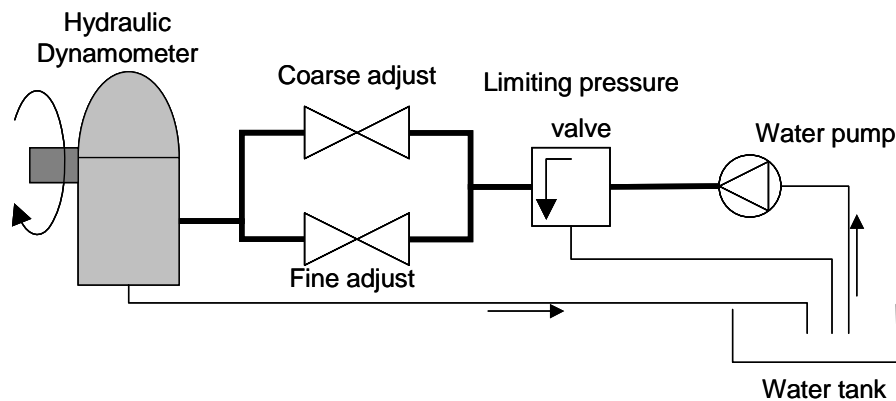 Hydraulic
Dynamometer
Coarse adjust
Limiting pressure
valve
Water pump
Fine adjust
Water tank